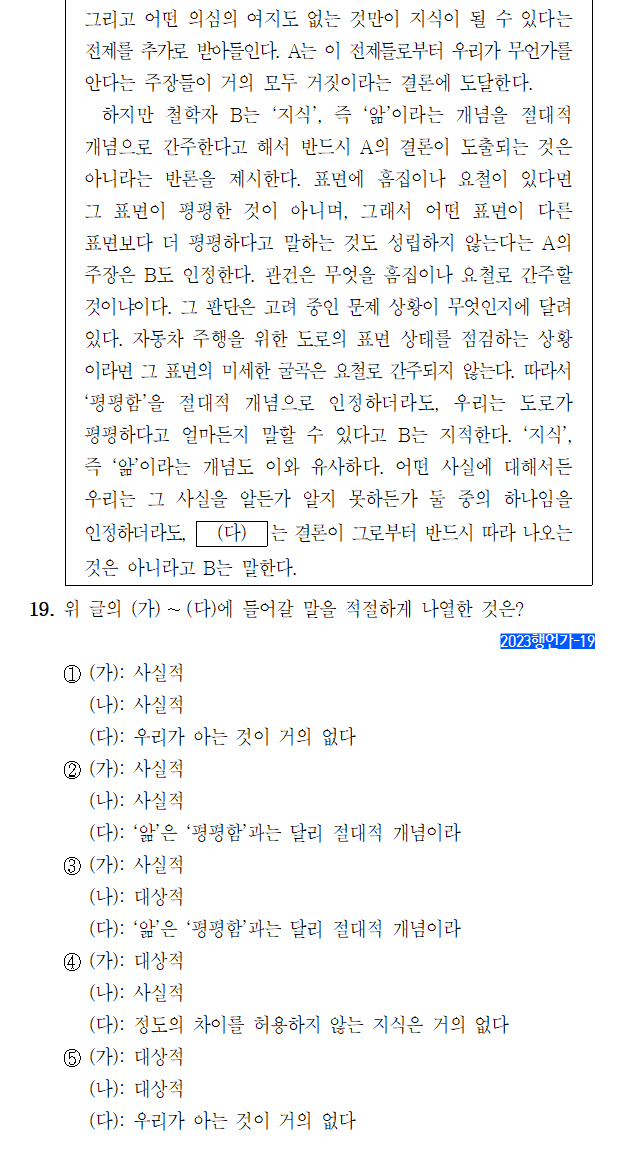 그리고 어떤 의심의 여지도 없는 것만이 지식이 될 수 있다는
전제를 추가로 받아들인다. A는 이 전제들로부터 우리가 무언가를
안다는 주장들이 거의 모두 거짓이라는 결론에 도달한다.
하지만 철학자 B는 ‘지식’, 즉 ‘앎’이라는 개념을 절대적
개념으로 간주한다고 해서 반드시 A의 결론이 도출되는 것은
아니라는 반론을 제시한다. 표면에 흠집이나 요철이 있다면
그 표면이 평평한 것이 아니며, 그래서 어떤 표면이 다른
표면보다 더 평평하다고 말하는 것도 성립하지 않는다는 A의
주장은 B도 인정한다. 관건은 무엇을 흠집이나 요철로 간주할
것이냐이다. 그 판단은 고려 중인 문제 상황이 무엇인지에 달려
있다. 자동차 주행을 위한 도로의 표면 상태를 점검하는 상황
이라면 그 표면의 미세한 굴곡은 요철로 간주되지 않는다. 따라서
‘평평함’을 절대적 개념으로 인정하더라도, 우리는 도로가
평평하다고 얼마든지 말할 수 있다고 B는 지적한다. ‘지식’,
즉 ‘앎’이라는 개념도 이와 유사하다. 어떤 사실에 대해서든
우리는 그 사실을 알든가 알지 못하든가 둘 중의 하나임을
인정하더라도, (다) 는 결론이 그로부터 반드시 따라 나오는
것은 아니라고 B는 말한다.
19. 위 글의 (가) ~ (다)에 들어갈 말을 적절하게 나열한 것은?
2023행언가-19
① (가): 사실적
(나): 사실적
(다): 우리가 아는 것이 거의 없다
② (가): 사실적
(나): 사실적
(다): ‘앎’은 ‘평평함’과는 달리 절대적 개념이라
③ (가): 사실적
(나): 대상적
(다): ‘앎’은 ‘평평함’과는 달리 절대적 개념이라
④ (가): 대상적
(나): 사실적
(다): 정도의 차이를 허용하지 않는 지식은 거의 없다
⑤ (가): 대상적
(나): 대상적
(다): 우리가 아는 것이 거의 없다